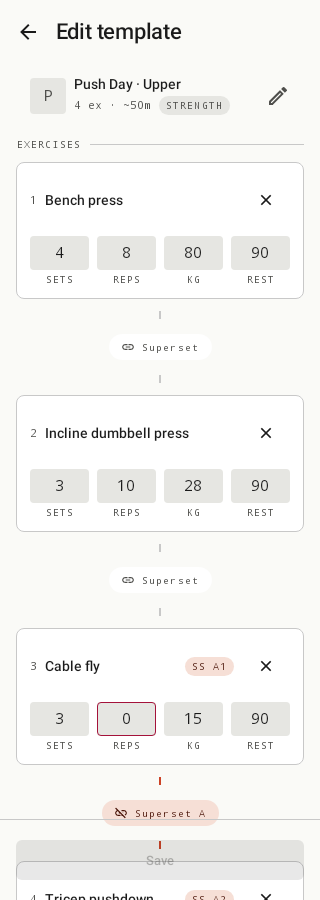 Edit template
P
Push Day · Upper
4 ex · ~50m STRENGTH
EXERCISES
1 Bench press
4 8 80 90
SETS REPS KG REST
Superset
2 Incline dumbbell press
3 10 28 90
SETS REPS KG REST
Superset
3 Cable fly SS A1
3 0 15 90
SETS REPS KG REST
Superset A
Save
4 Tricep pushdown SS A2